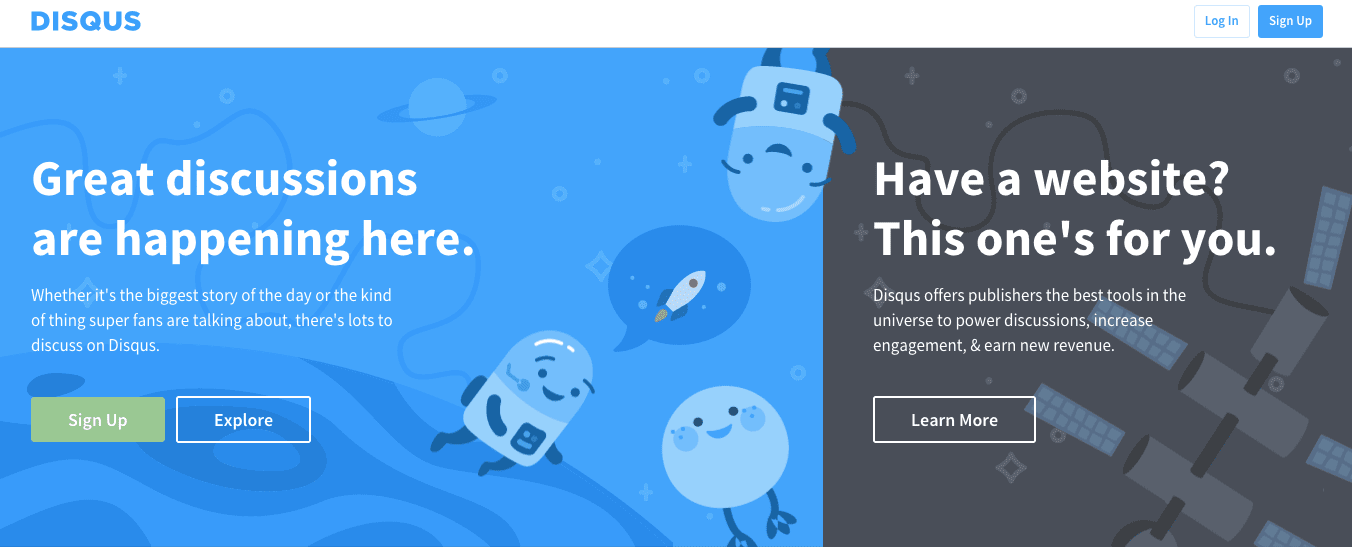 DISQUS
Log In
Sign Up
Great discussions
are happening here.
Whether it's the biggest story of the day or the kind
of thing super fans are talking about, there's lots to
discuss on Disqus.
Sign Up
Explore
Have a website?
This one's for you.
Disqus offers publishers the best tools in the
universe to power discussions, increase
engagement, & earn new revenue.
Learn More